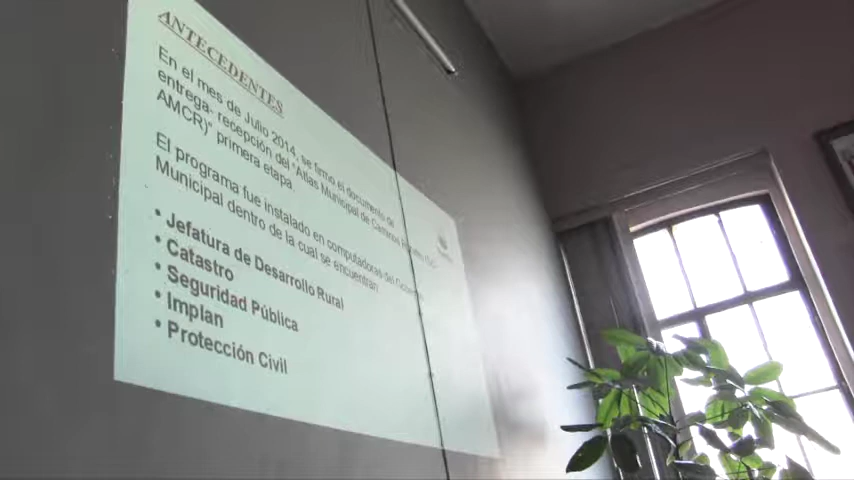 ANTECEDENTES
En el mes de Julio 2014, se firmo el documento de
entrega- recepción del "Atlas Municipal de
AMCR)" primera etapa.
El programa fue instalado en computadoras del
Municipal dentro de la cual se encuentran
• Jefatura de Desarrollo Rural
• Catastro
• Seguridad Pública
• Implan
• Protección Civil